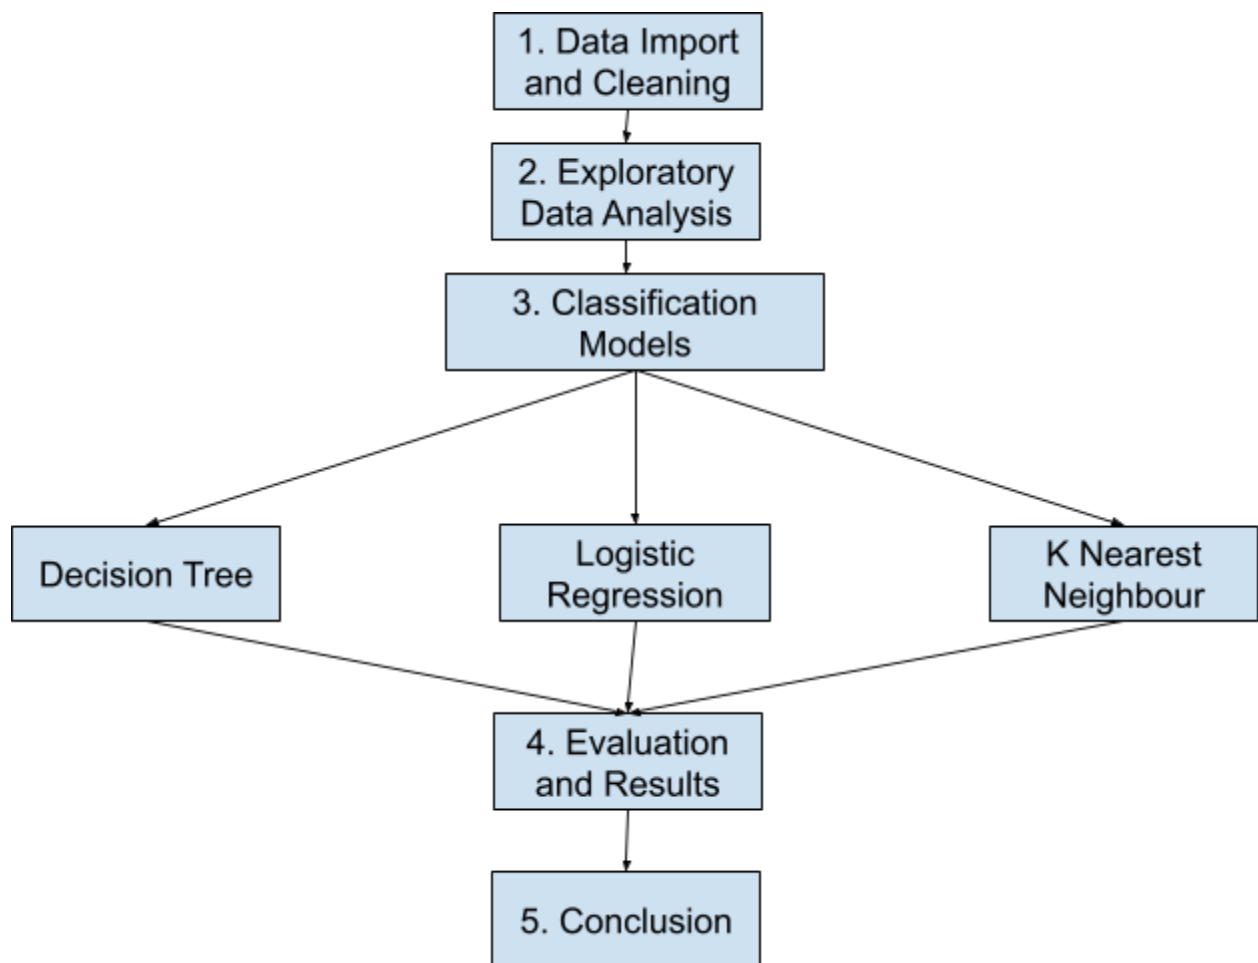 1. Data Import
and Cleaning
2. Exploratory
Data Analysis
3. Classification
Models
Decision Tree
Logistic
Regression
K Nearest
Neighbour
4. Evaluation
and Results
5. Conclusion